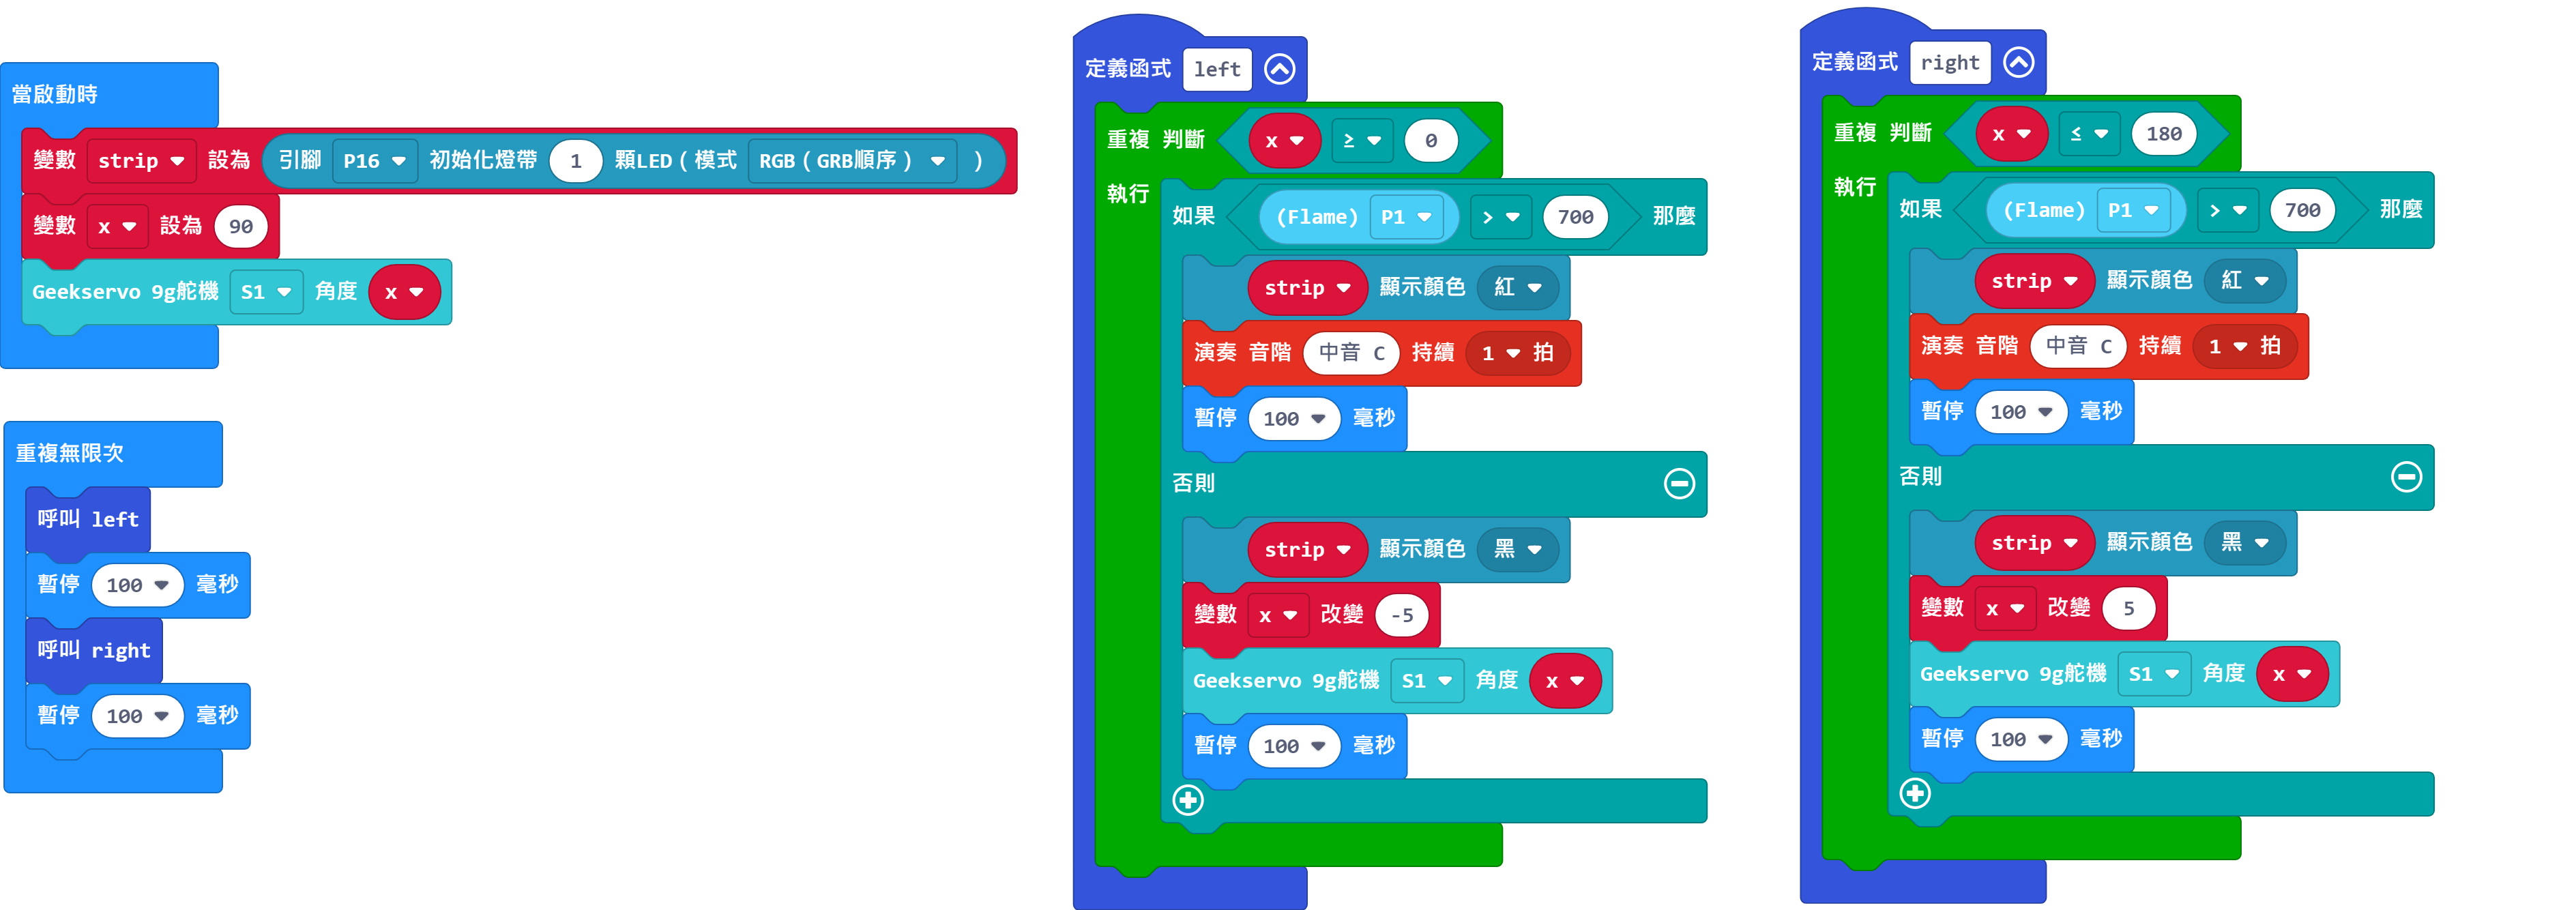 當啟動時
變數 strip 設為 引腳 P16 初始化燈帶 1 顆LED(模式 RGB(GRB順序) )
變數 x 設為 90
Geekservo 9g舵機 S1 角度 x
重複無限次
呼叫 left
暫停 100 毫秒
呼叫 right
暫停 100 毫秒
定義函式 left
重複 判斷 x ≥ 0
執行
如果 (Flame) P1 > 700 那麼
strip 顯示顏色 紅
演奏 音階 中音 C 持續 1 拍
暫停 100 毫秒
否則
strip 顯示顏色 黑
變數 x 改變 -5
Geekservo 9g舵機 S1 角度 x
暫停 100 毫秒
定義函式 right
重複 判斷 x ≤ 180
執行
如果 (Flame) P1 > 700 那麼
strip 顯示顏色 紅
演奏 音階 中音 C 持續 1 拍
暫停 100 毫秒
否則
strip 顯示顏色 黑
變數 x 改變 5
Geekservo 9g舵機 S1 角度 x
暫停 100 毫秒